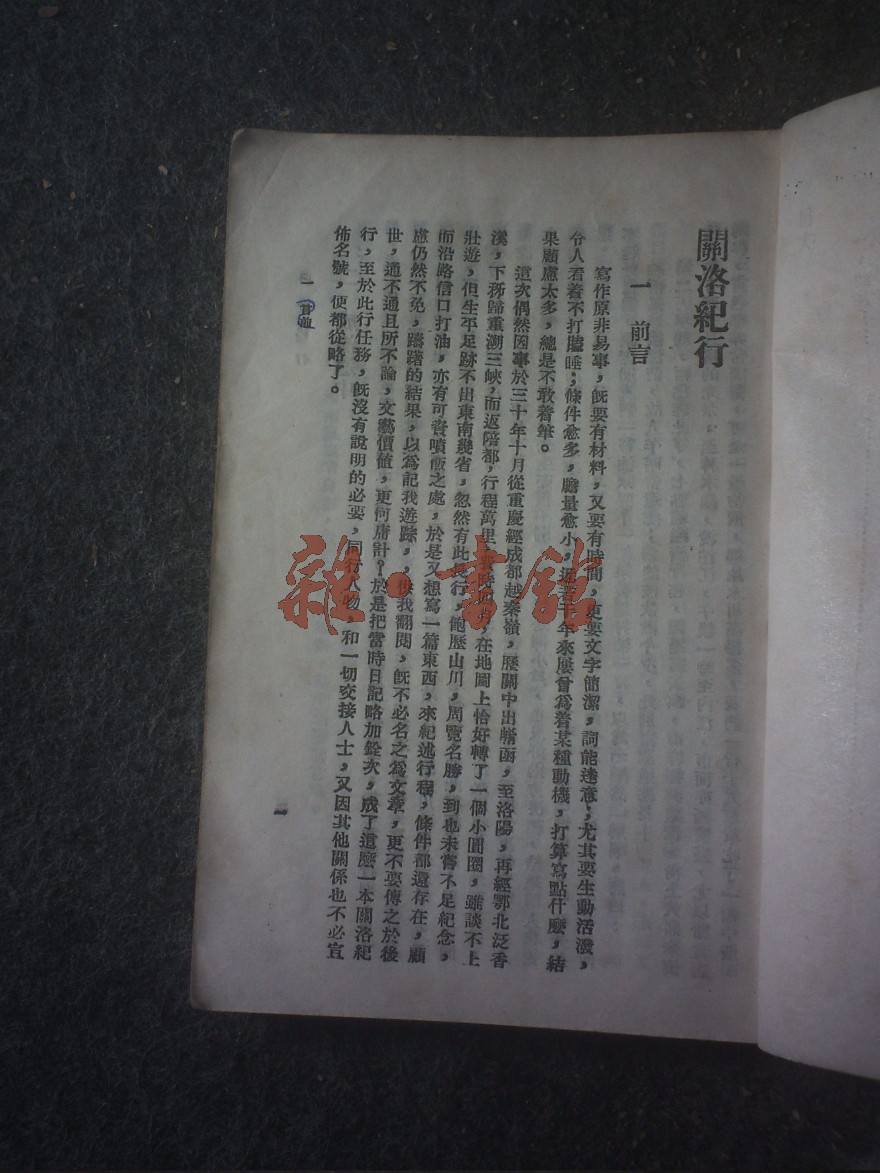 關洛紀行
一　前言
寫作原非易事，旣要有材料，又要有時間，更要文字簡潔，詞能達意；尤其要生動活潑，
令人看着不打瞌睡；條件愈多，膽量愈小，近者十年來屢曾爲着某種動機，打算寫點什麼，結
果顧慮太多，總是不敢着筆。
這次偶然因事於三十年十月從重慶經成都越秦嶺，歷關中出崤函，至洛陽，再經鄂北泛香
溪，下秭歸重溯三峽，而返陪都，行程萬里，在地圖上恰好轉了一個小圓圈，雖談不上
壯遊，但生平足跡不出東南幾省，忽然有此長行，飽歷山川，周覽名勝，到也未嘗不足紀念，
而沿路信口打油，亦有可資噴飯之處，於是又想寫一篇東西，來紀述行程，條件都還存在，顧
慮仍然不免，躊躇的結果，以爲記我遊踪，供我翻閱，旣不必名之爲文章，更不要傳之於後
世，通不通且所不論，文藝價値，更何庸計？於是把當時日記略加銓次，成了這麼一本關洛紀
行，至於此行任務，旣沒有說明的必要，同行人物，和一切交接人士，又因其他關係也不必宣
佈名號，便都從略了。
一
一
雜·書館